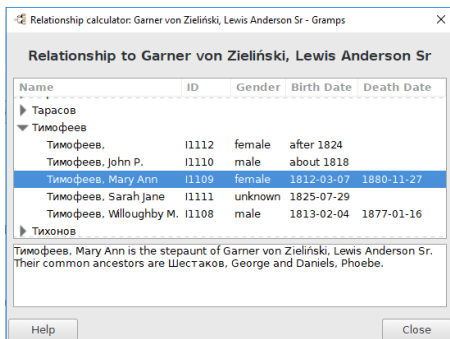 Relationship calculator: Garner von Zieliński, Lewis Anderson Sr - Gramps
Relationship to Garner von Zieliński, Lewis Anderson Sr
Name ID Gender Birth Date Death Date
Тарасов
Тимофеев
Тимофеев, I1112 female after 1824
Тимофеев, John P. I1110 male about 1818
Тимофеев, Mary Ann I1109 female 1812-03-07 1880-11-27
Тимофеев, Sarah Jane I1111 unknown 1825-07-29
Тимофеев, Willoughby M. I1108 male 1813-02-04 1877-01-16
Тихонов
Тимофеев, Mary Ann is the stepaunt of Garner von Zieliński, Lewis Anderson Sr.
Their common ancestors are Шестаков, George and Daniels, Phoebe.
Help Close